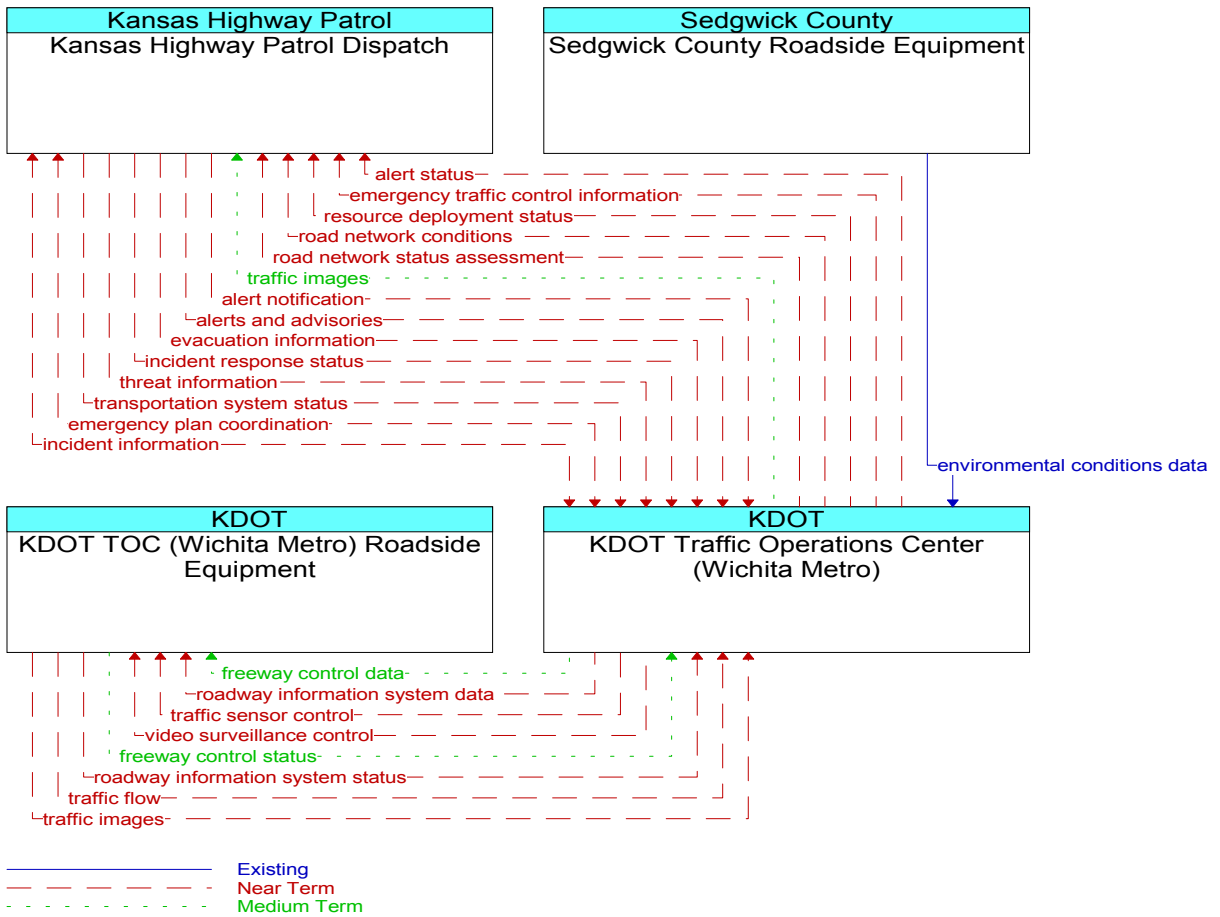 Kansas Highway Patrol
Kansas Highway Patrol Dispatch
Sedgwick County
Sedgwick County Roadside Equipment
alert status
emergency traffic control information
resource deployment status
road network conditions
road network status assessment
traffic images
alert notification
alerts and advisories
evacuation information
incident response status
threat information
transportation system status
emergency plan coordination
incident information
environmental conditions data
KDOT
KDOT TOC (Wichita Metro) Roadside
Equipment
KDOT
KDOT Traffic Operations Center
(Wichita Metro)
freeway control data
roadway information system data
traffic sensor control
video surveillance control
freeway control status
roadway information system status
traffic flow
traffic images
Existing
Near Term
Medium Term